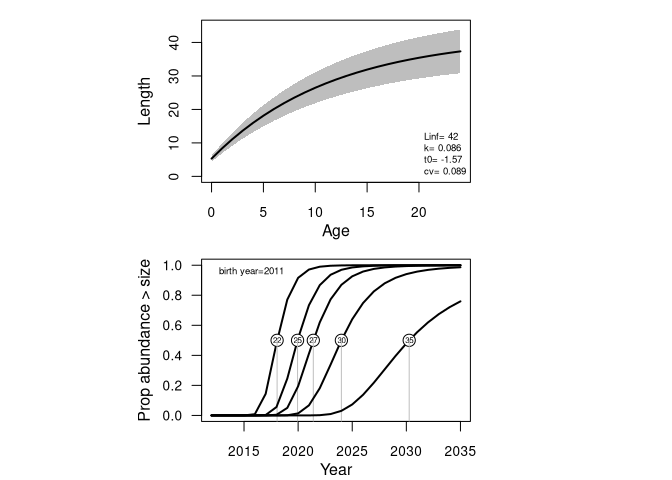 Length
40
30
20
10
0
Linf= 42
k= 0.086
t0= -1.57
cv= 0.089
0 5 10 15 20
Age
Prop abundance > size
1.0
0.8
0.6
0.4
0.2
0.0
birth year=2011
22 25 27 30 35
2015 2020 2025 2030 2035
Year